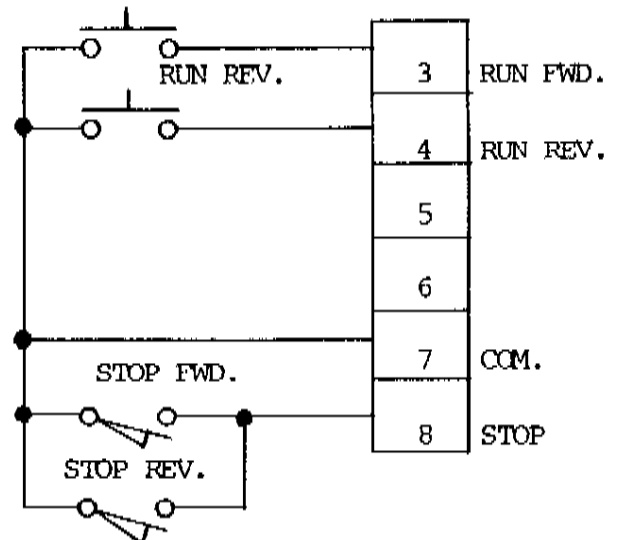 RUN REV.
3 RUN FWD.
4 RUN REV.
5
6
7 COM.
STOP FWD.
8 STOP
STOP REV.